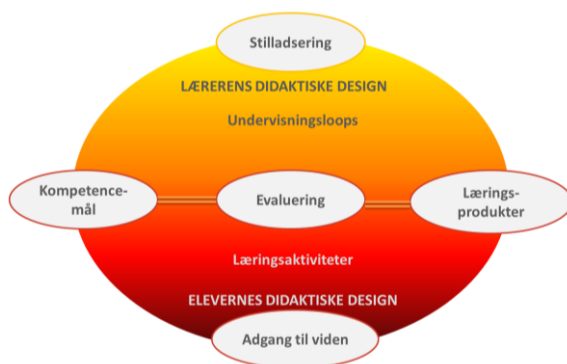 Stilladsering
LÆRERENS DIDAKTISKE DESIGN
Undervisningsloops
Kompetence-
mål
Evaluering
Lærings-
produkter
Læringsaktiviteter
ELEVERNES DIDAKTISKE DESIGN
Adgang til viden